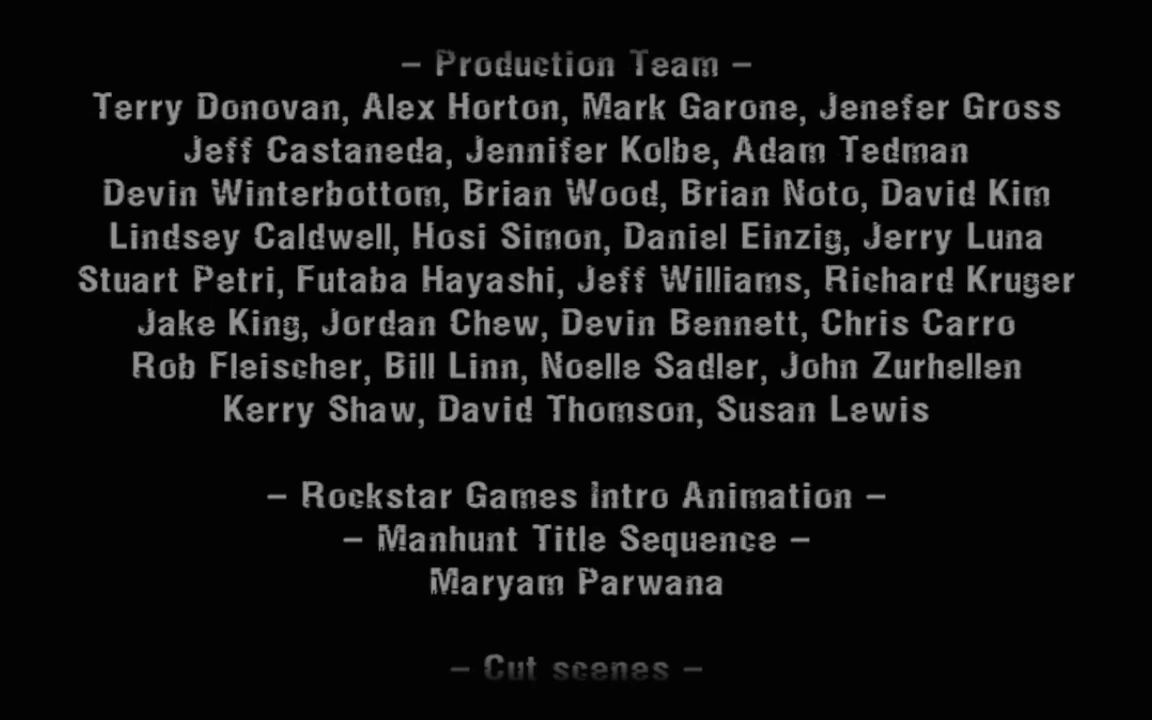 – Production Team –
Terry Donovan, Alex Horton, Mark Garone, Jenefer Gross
Jeff Castaneda, Jennifer Kolbe, Adam Tedman
Devin Winterbottom, Brian Wood, Brian Noto, David Kim
Lindsey Caldwell, Hosi Simon, Daniel Einzig, Jerry Luna
Stuart Petri, Futaba Hayashi, Jeff Williams, Richard Kruger
Jake King, Jordan Chew, Devin Bennett, Chris Carro
Rob Fleischer, Bill Linn, Noelle Sadler, John Zurhellen
Kerry Shaw, David Thomson, Susan Lewis
– Rockstar Games Intro Animation –
– Manhunt Title Sequence –
Maryam Parwana
– Cut scenes –